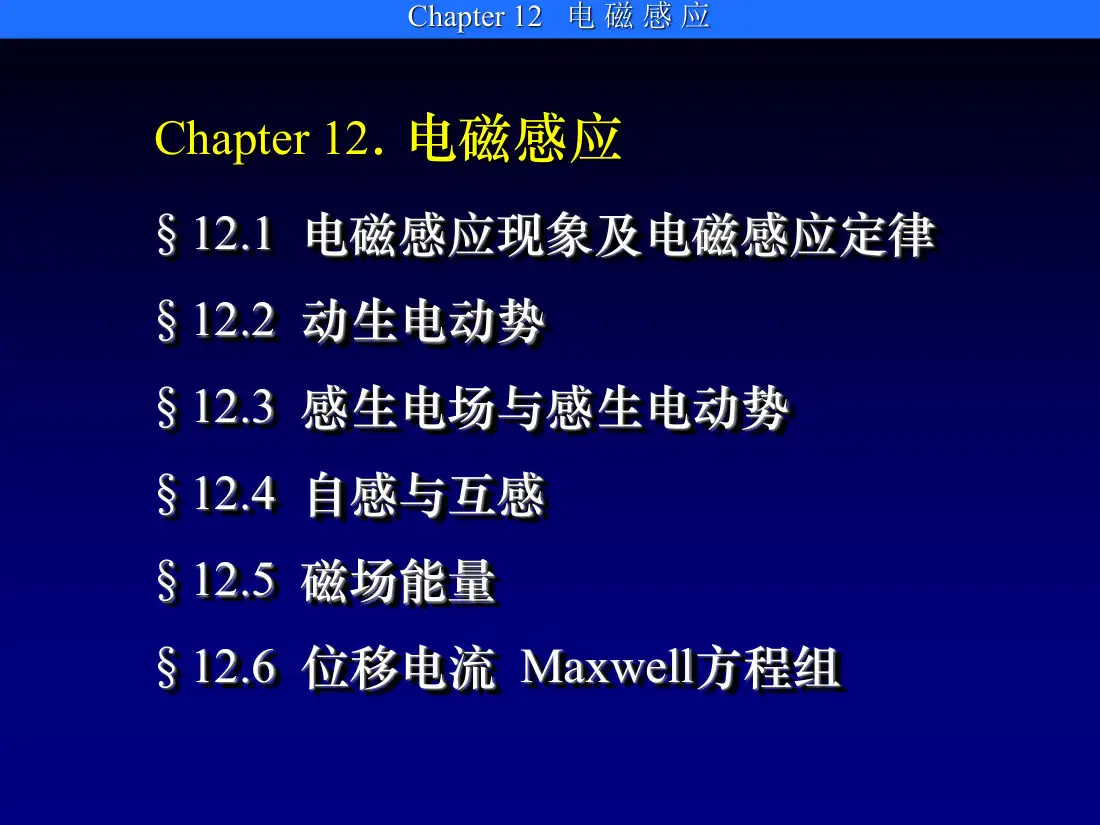 Chapter 12 电 磁 感 应
Chapter 12. 电磁感应
§ 12.1 电磁感应现象及电磁感应定律
§ 12.2 动生电动势
§ 12.3 感生电场与感生电动势
§ 12.4 自感与互感
§ 12.5 磁场能量
§ 12.6 位移电流 Maxwell方程组